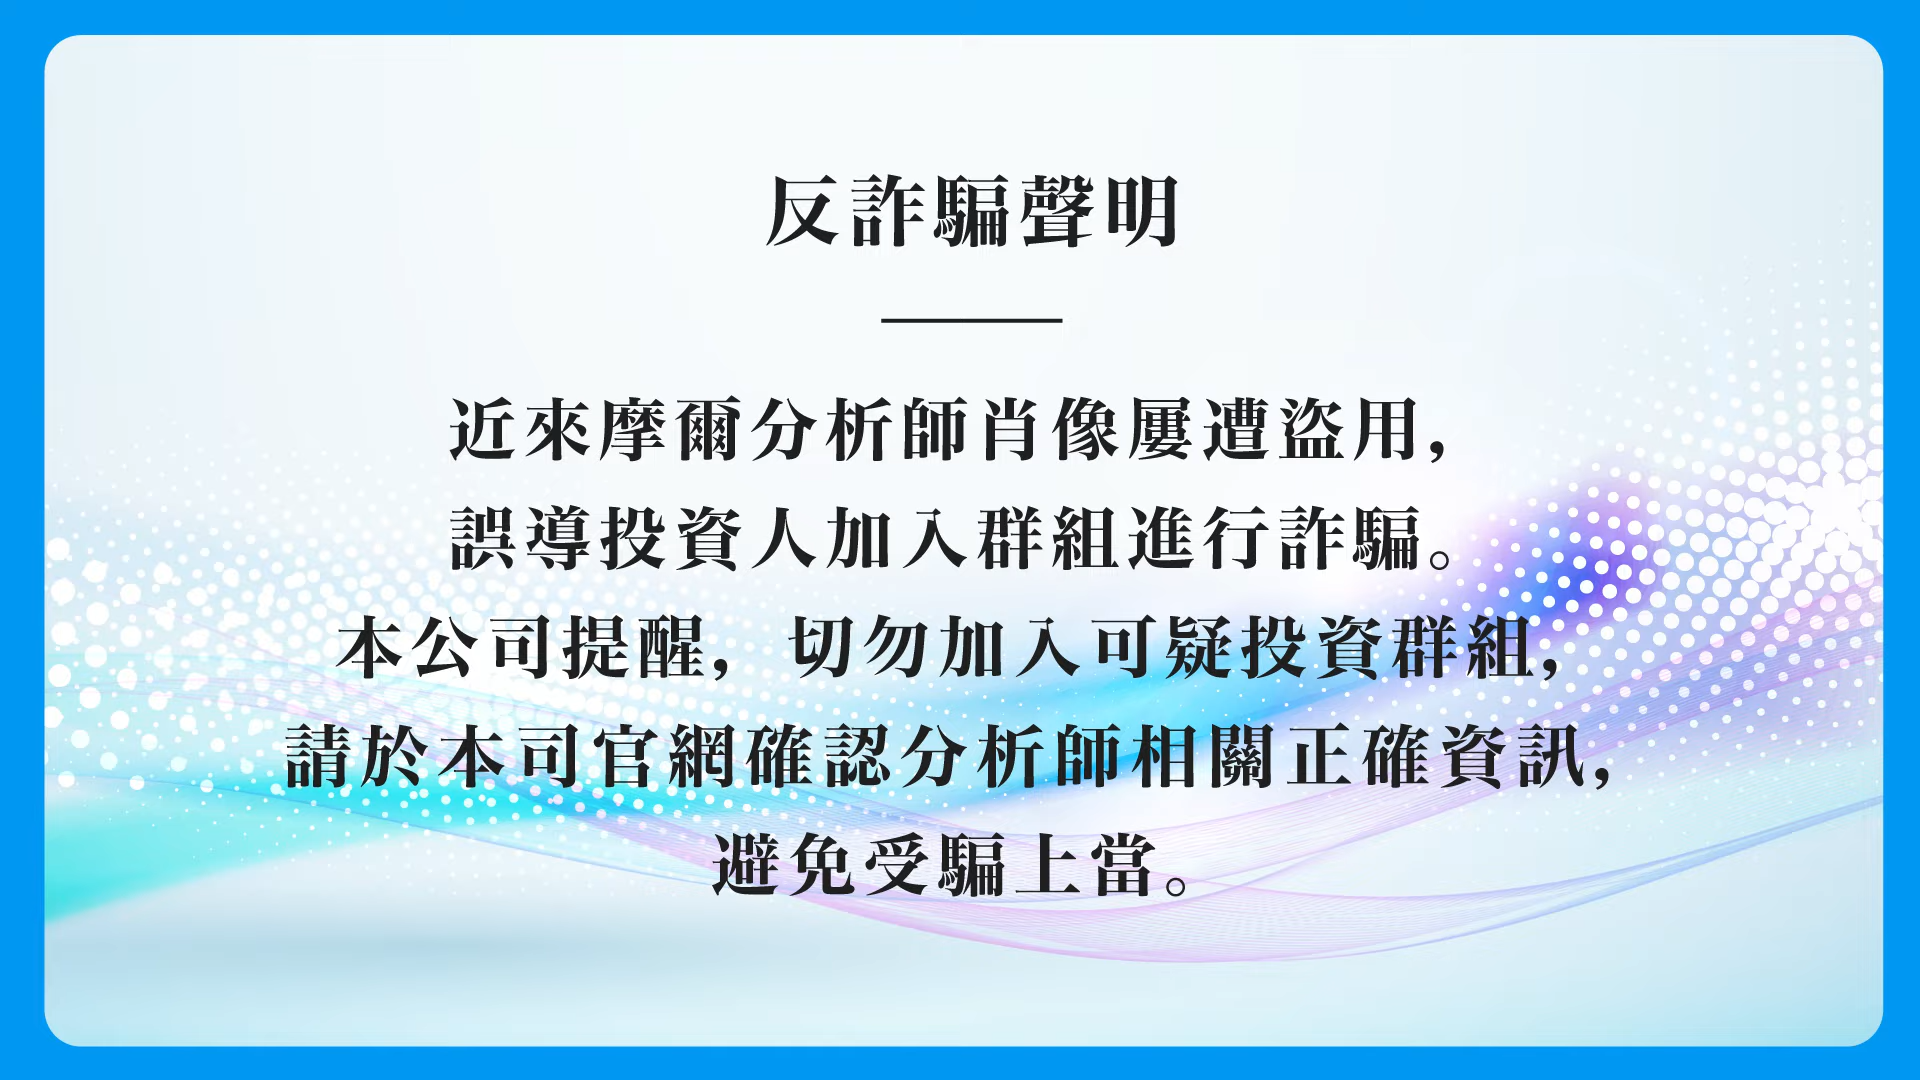 反詐騙聲明
近來摩爾分析師肖像屢遭盜用，
誤導投資人加入群組進行詐騙。
本公司提醒，切勿加入可疑投資群組，
請於本司官網確認分析師相關正確資訊，
避免受騙上當。